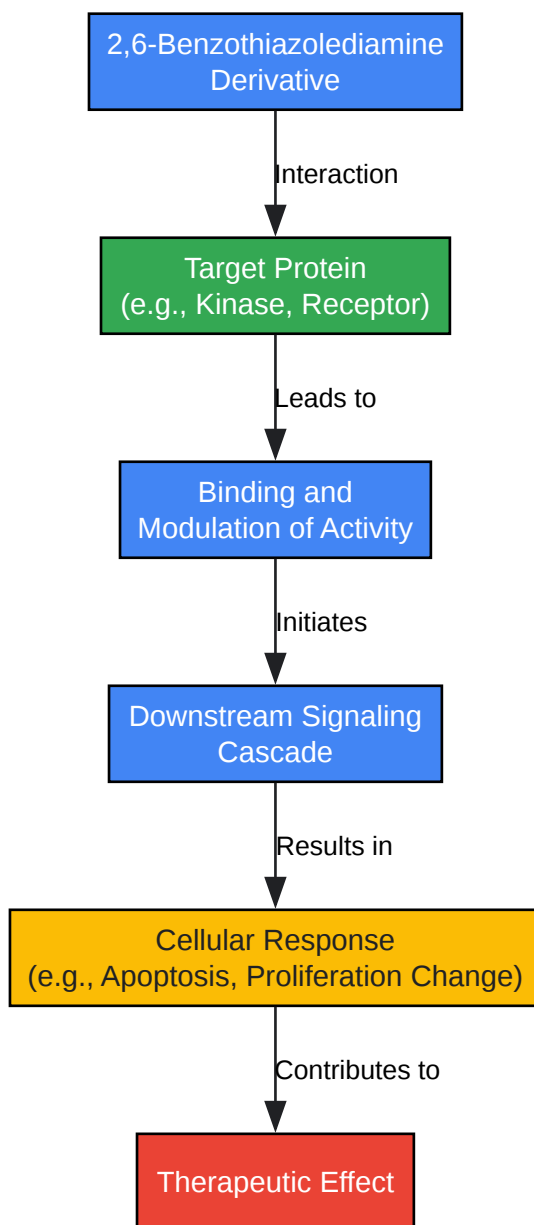 2,6-Benzothiazolediamine
Derivative
Interaction
Target Protein
(e.g., Kinase, Receptor)
Leads to
Binding and
Modulation of Activity
Initiates
Downstream Signaling
Cascade
Results in
Cellular Response
(e.g., Apoptosis, Proliferation Change)
Contributes to
Therapeutic Effect